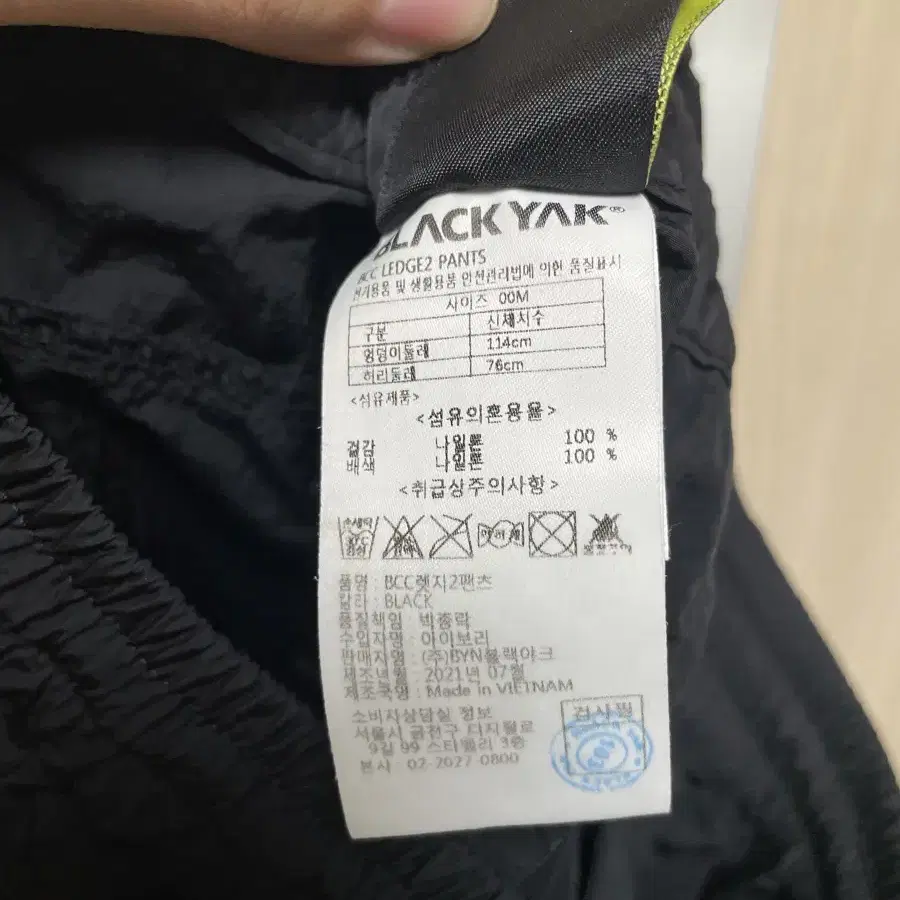 BLACK YAK®
BCC LEDGE2 PANTS
전기용품 및 생활용품 안전관리법에 의한 품질표시
사이즈 00M
구분 신체치수
엉덩이둘레 114cm
허리둘레 76cm
<섬유제품>
<섬유의혼용율>
겉감 나일론 100 %
배색 나일론 100 %
<취급상주의사항>
손세탁
중성
품명 : BCC렛지2팬츠
칼라 : BLACK
품질책임 : 박종락
수입자명 : 아이보리
판매자명 : (주)BYN블랙야크
제조년월 : 2021년 07월
제조국명 : Made in VIETNAM
소비자상담실 정보
서울시 금천구 디지털로
9길 99 스타밸리 3층
본사 02-2027-0800
검사필